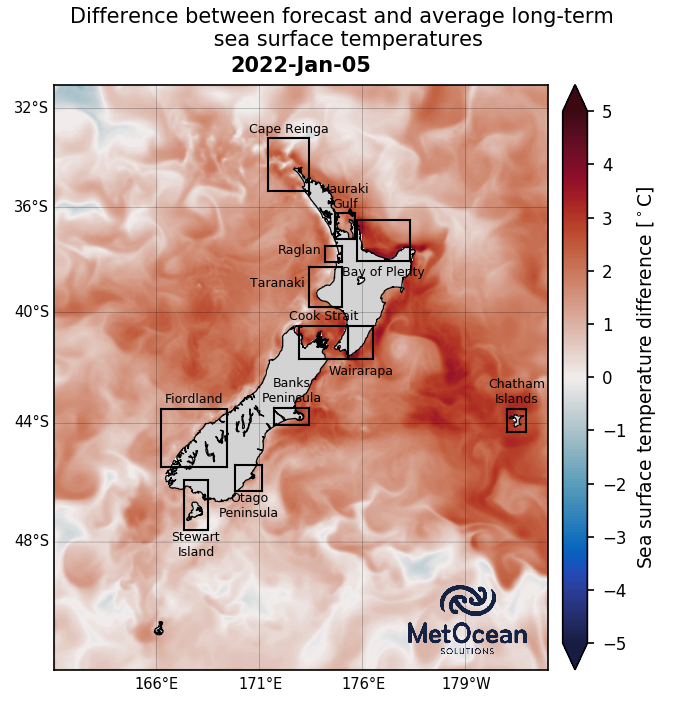 Difference between forecast and average long-term
sea surface temperatures
2022-Jan-05
32°S
36°S
40°S
44°S
48°S
Cape Reinga
Hauraki
Gulf
Raglan
Bay of Plenty
Taranaki
Cook Strait
Wairarapa
Banks
Peninsula
Fiordland
Chatham
Islands
Otago
Peninsula
Stewart
Island
MetOcean
SOLUTIONS
166°E
171°E
176°E
179°W
5
4
3
2
1
0
−1
−2
−3
−4
−5
Sea surface temperature difference [°C]